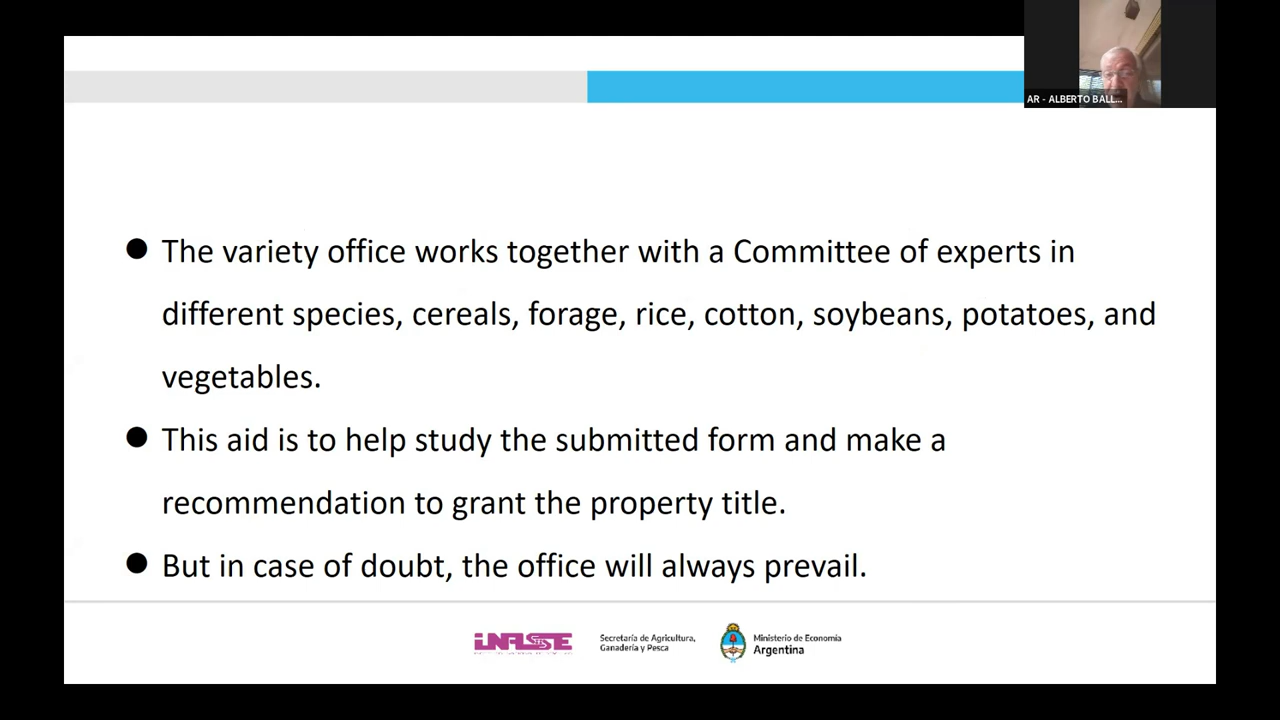 AR - ALBERTO BALL...
● The variety office works together with a Committee of experts in
different species, cereals, forage, rice, cotton, soybeans, potatoes, and
vegetables.
● This aid is to help study the submitted form and make a
recommendation to grant the property title.
● But in case of doubt, the office will always prevail.
INASE
Secretaría de Agricultura,
Ganadería y Pesca
Ministerio de Economía
Argentina